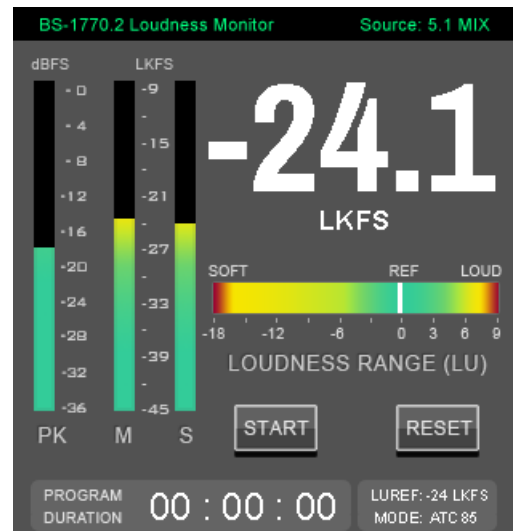 BS-1770.2 Loudness Monitor Source: 5.1 MIX
dBFS LKFS
-0 -9
-4 -
-8 -15
-12 -21
-16 -
-20 -27
-24 -33
-28 -
-32 -39
-36 -45
PK M S
-24.1
LKFS
SOFT REF LOUD
-18 -12 -6 0 3 6 9
LOUDNESS RANGE (LU)
START RESET
PROGRAM
DURATION
00 : 00 : 00
LUREF: -24 LKFS
MODE: ATC 85